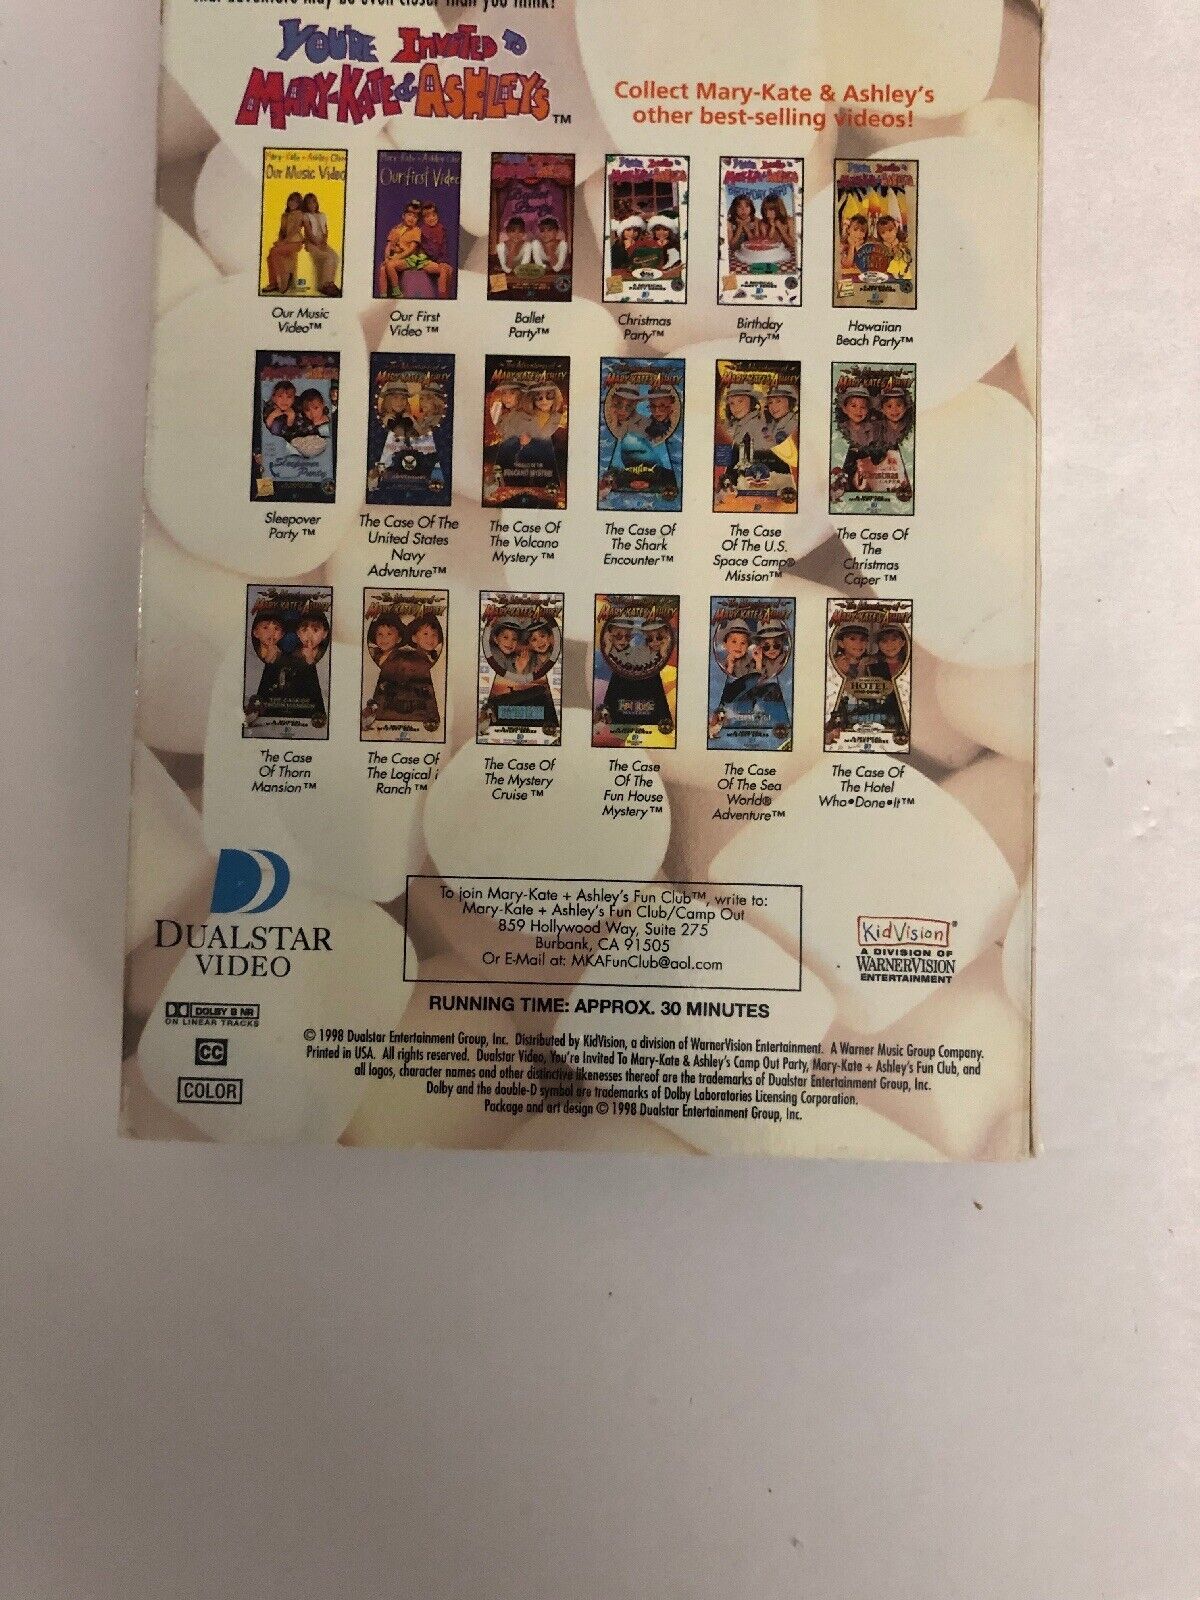 that adventure may be even closer than you think!
You're Invited to
Mary-Kate & Ashley's™
Collect Mary-Kate & Ashley's
other best-selling videos!
Our Music Video
Our First Video
Our Music
Video™
Our First
Video ™
Ballet
Party™
Christmas
Party™
Birthday
Party™
Hawaiian
Beach Party™
Sleepover
Party ™
The Case Of The
United States
Navy
Adventure™
The Case Of
The Volcano
Mystery ™
The Case Of
The Shark
Encounter™
The Case
Of The U.S.
Space Camp®
Mission™
The Case Of
The
Christmas
Caper ™
The Case
Of Thorn
Mansion™
The Case Of
The Logical i
Ranch ™
The Case Of
The Mystery
Cruise ™
The Case
Of The
Fun House
Mystery™
The Case
Of The Sea
World®
Adventure™
The Case Of
The Hotel
Who•Done•It™
DUALSTAR
VIDEO
To join Mary-Kate + Ashley's Fun Club™, write to:
Mary-Kate + Ashley's Fun Club/Camp Out
859 Hollywood Way, Suite 275
Burbank, CA 91505
Or E-Mail at: MKAFunClub@aol.com
KidVision®
A DIVISION OF
WARNERVISION
ENTERTAINMENT
RUNNING TIME: APPROX. 30 MINUTES
DOLBY B NR
ON LINEAR TRACKS
CC
COLOR
© 1998 Dualstar Entertainment Group, Inc. Distributed by KidVision, a division of WarnerVision Entertainment. A Warner Music Group Company.
Printed in USA. All rights reserved. Dualstar Video, You're Invited To Mary-Kate & Ashley's Camp Out Party, Mary-Kate + Ashley's Fun Club, and
all logos, character names and other distinctive likenesses thereof are the trademarks of Dualstar Entertainment Group, Inc.
Dolby and the double-D symbol are trademarks of Dolby Laboratories Licensing Corporation.
Package and art design © 1998 Dualstar Entertainment Group, Inc.